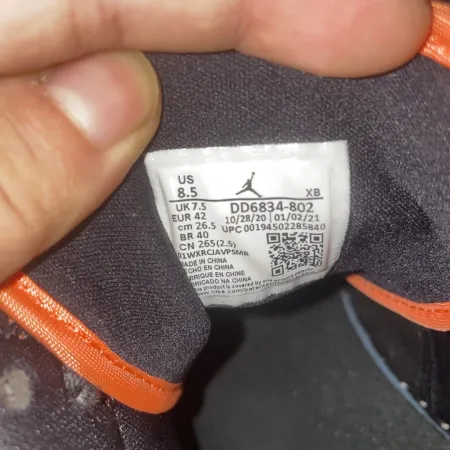 US
8.5
XB
UK 7.5
DD6834-802
EUR 42
10/28/20 01/02/21
cm 26.5
UPC 00194502285840
BR 40
CN 265(2.5)
MADE IN CHINA
HECHO EN CHINA
FABRIQUE EN CHINE
FABRICADO NA CHINA